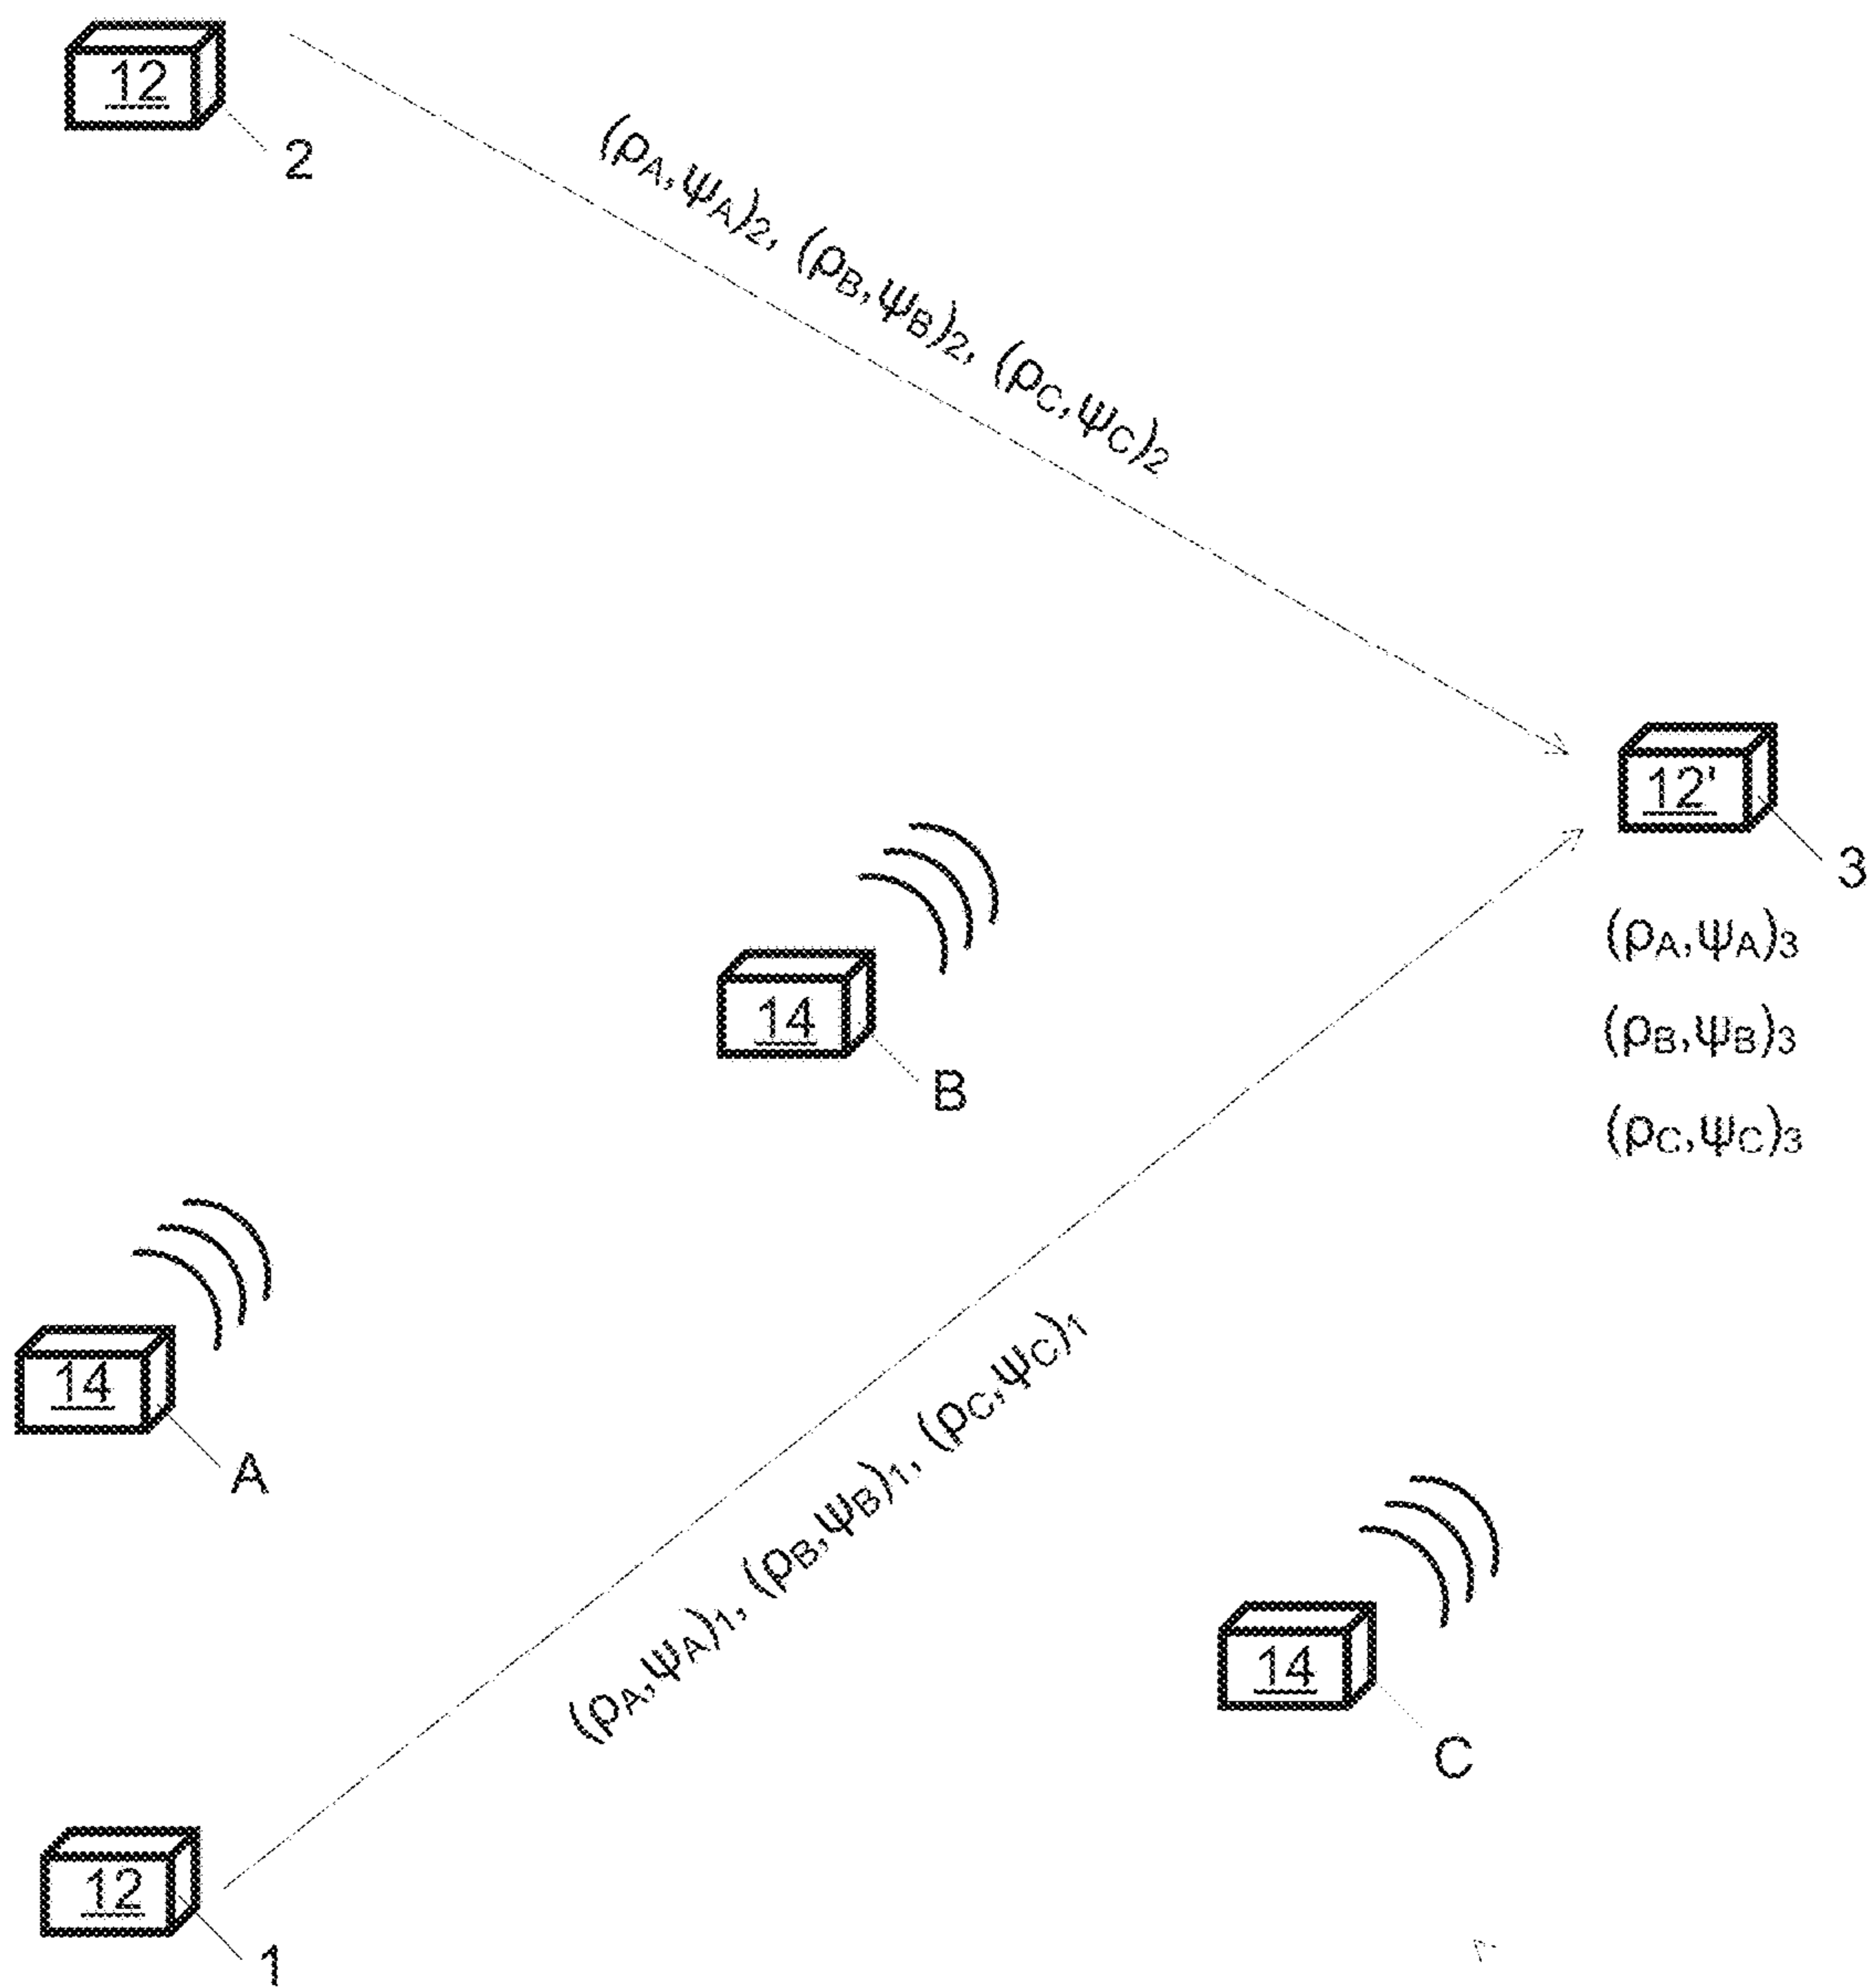 12
2
(ρA,ψA)2, (ρB,ψB)2, (ρC,ψC)2
12'
3
(ρA,ψA)3
(ρB,ψB)3
(ρC,ψC)3
14
B
14
A
(ρA,ψA)1, (ρB,ψB)1, (ρC,ψC)1
14
C
12
1